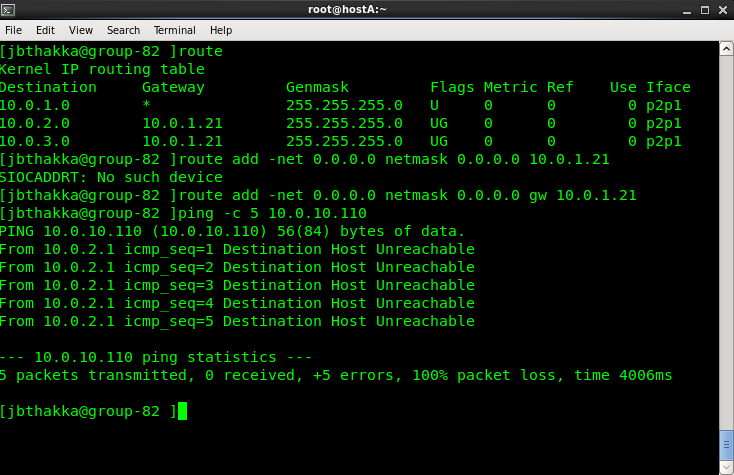 root@hostA:~
File Edit View Search Terminal Help
[jbthakka@group-82 ]route
Kernel IP routing table
Destination     Gateway         Genmask         Flags Metric Ref    Use Iface
10.0.1.0        *               255.255.255.0   U     0      0        0 p2p1
10.0.2.0        10.0.1.21       255.255.255.0   UG    0      0        0 p2p1
10.0.3.0        10.0.1.21       255.255.255.0   UG    0      0        0 p2p1
[jbthakka@group-82 ]route add -net 0.0.0.0 netmask 0.0.0.0 10.0.1.21
SIOCADDRT: No such device
[jbthakka@group-82 ]route add -net 0.0.0.0 netmask 0.0.0.0 gw 10.0.1.21
[jbthakka@group-82 ]ping -c 5 10.0.10.110
PING 10.0.10.110 (10.0.10.110) 56(84) bytes of data.
From 10.0.2.1 icmp_seq=1 Destination Host Unreachable
From 10.0.2.1 icmp_seq=2 Destination Host Unreachable
From 10.0.2.1 icmp_seq=3 Destination Host Unreachable
From 10.0.2.1 icmp_seq=4 Destination Host Unreachable
From 10.0.2.1 icmp_seq=5 Destination Host Unreachable
--- 10.0.10.110 ping statistics ---
5 packets transmitted, 0 received, +5 errors, 100% packet loss, time 4006ms
[jbthakka@group-82 ]